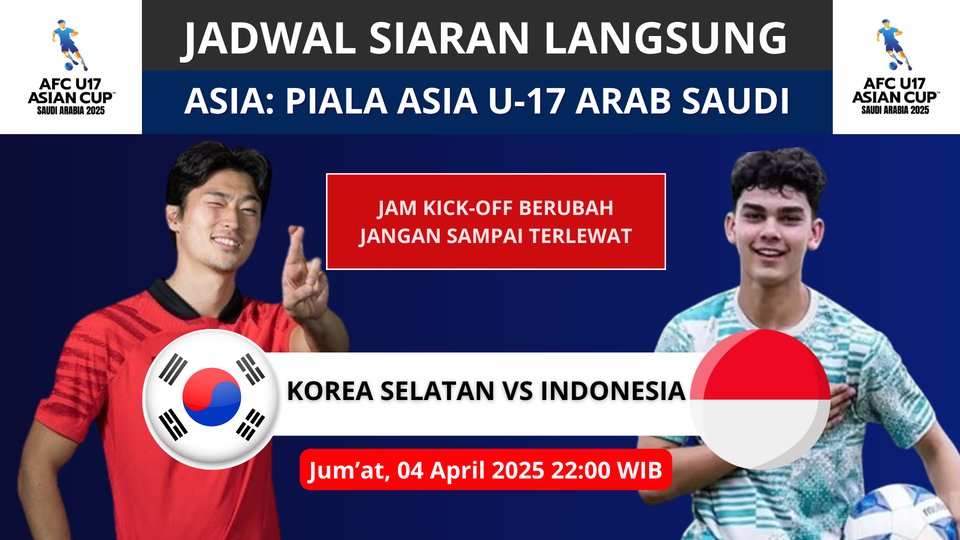 JADWAL SIARAN LANGSUNG
ASIA: PIALA ASIA U-17 ARAB SAUDI
AFC U17
ASIAN CUP™
SAUDI ARABIA 2025
AFC U17
ASIAN CUP™
SAUDI ARABIA 2025
JAM KICK-OFF BERUBAH
JANGAN SAMPAI TERLEWAT
KOREA SELATAN VS INDONESIA
Jum’at, 04 April 2025 22:00 WIB